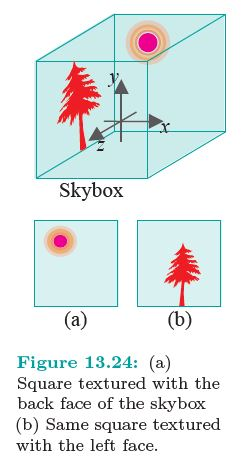 y
x
z
Skybox
(a)
(b)
Figure 13.24: (a)
Square textured with the
back face of the skybox
(b) Same square textured
with the left face.